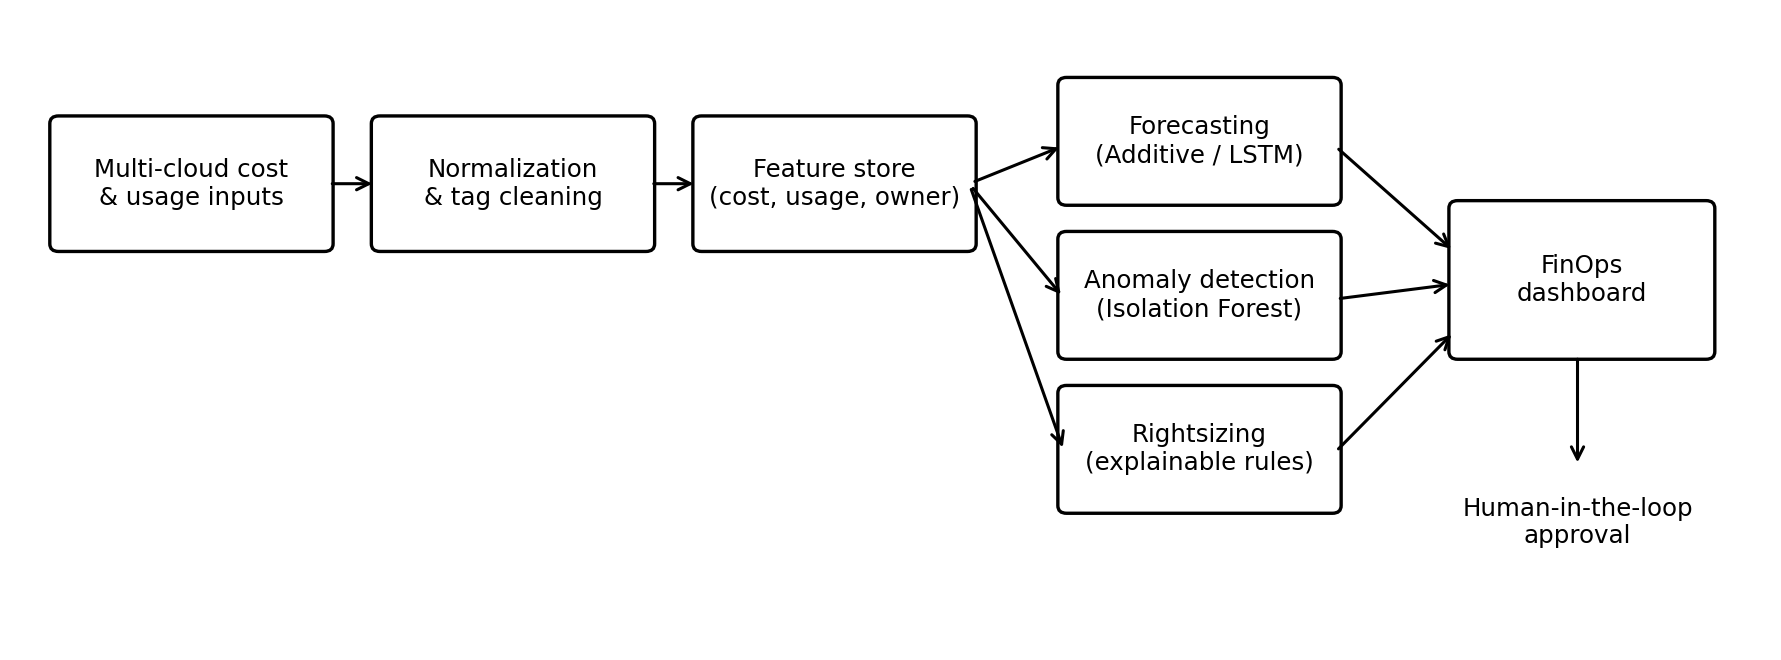 Multi-cloud cost
& usage inputs
Normalization
& tag cleaning
Feature store
(cost, usage, owner)
Forecasting
(Additive / LSTM)
Anomaly detection
(Isolation Forest)
Rightsizing
(explainable rules)
FinOps
dashboard
Human-in-the-loop
approval